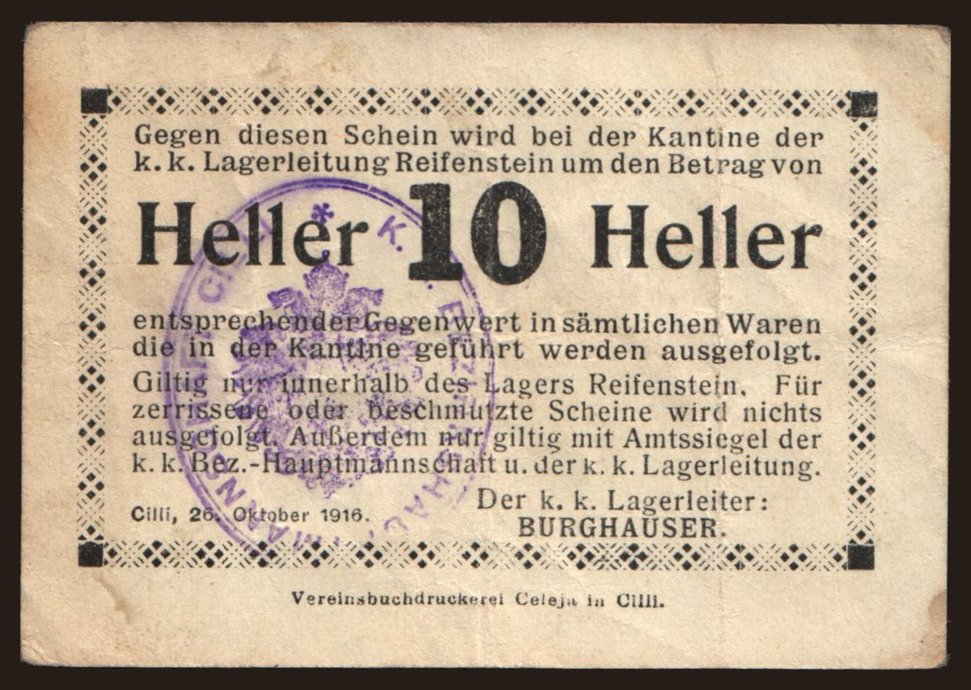 Gegen diesen Schein wird bei der Kantine der
k. k. Lagerleitung Reifenstein um den Betrag von
Heller 10 Heller
entsprechender Gegenwert in sämtlichen Waren
die in der Kantine geführt werden ausgefolgt.
Giltig nur innerhalb des Lagers Reifenstein. Für
zerrissene oder beschmutzte Scheine wird nichts
ausgefolgt. Außerdem nur giltig mit Amtssiegel der
k. k. Bez.-Hauptmannschaft u. der k. k. Lagerleitung.
Cilli, 26. Oktober 1916.
Der k. k. Lagerleiter:
BURGHAUSER.
Vereinsbuchdruckerei Celeja in Cilli.